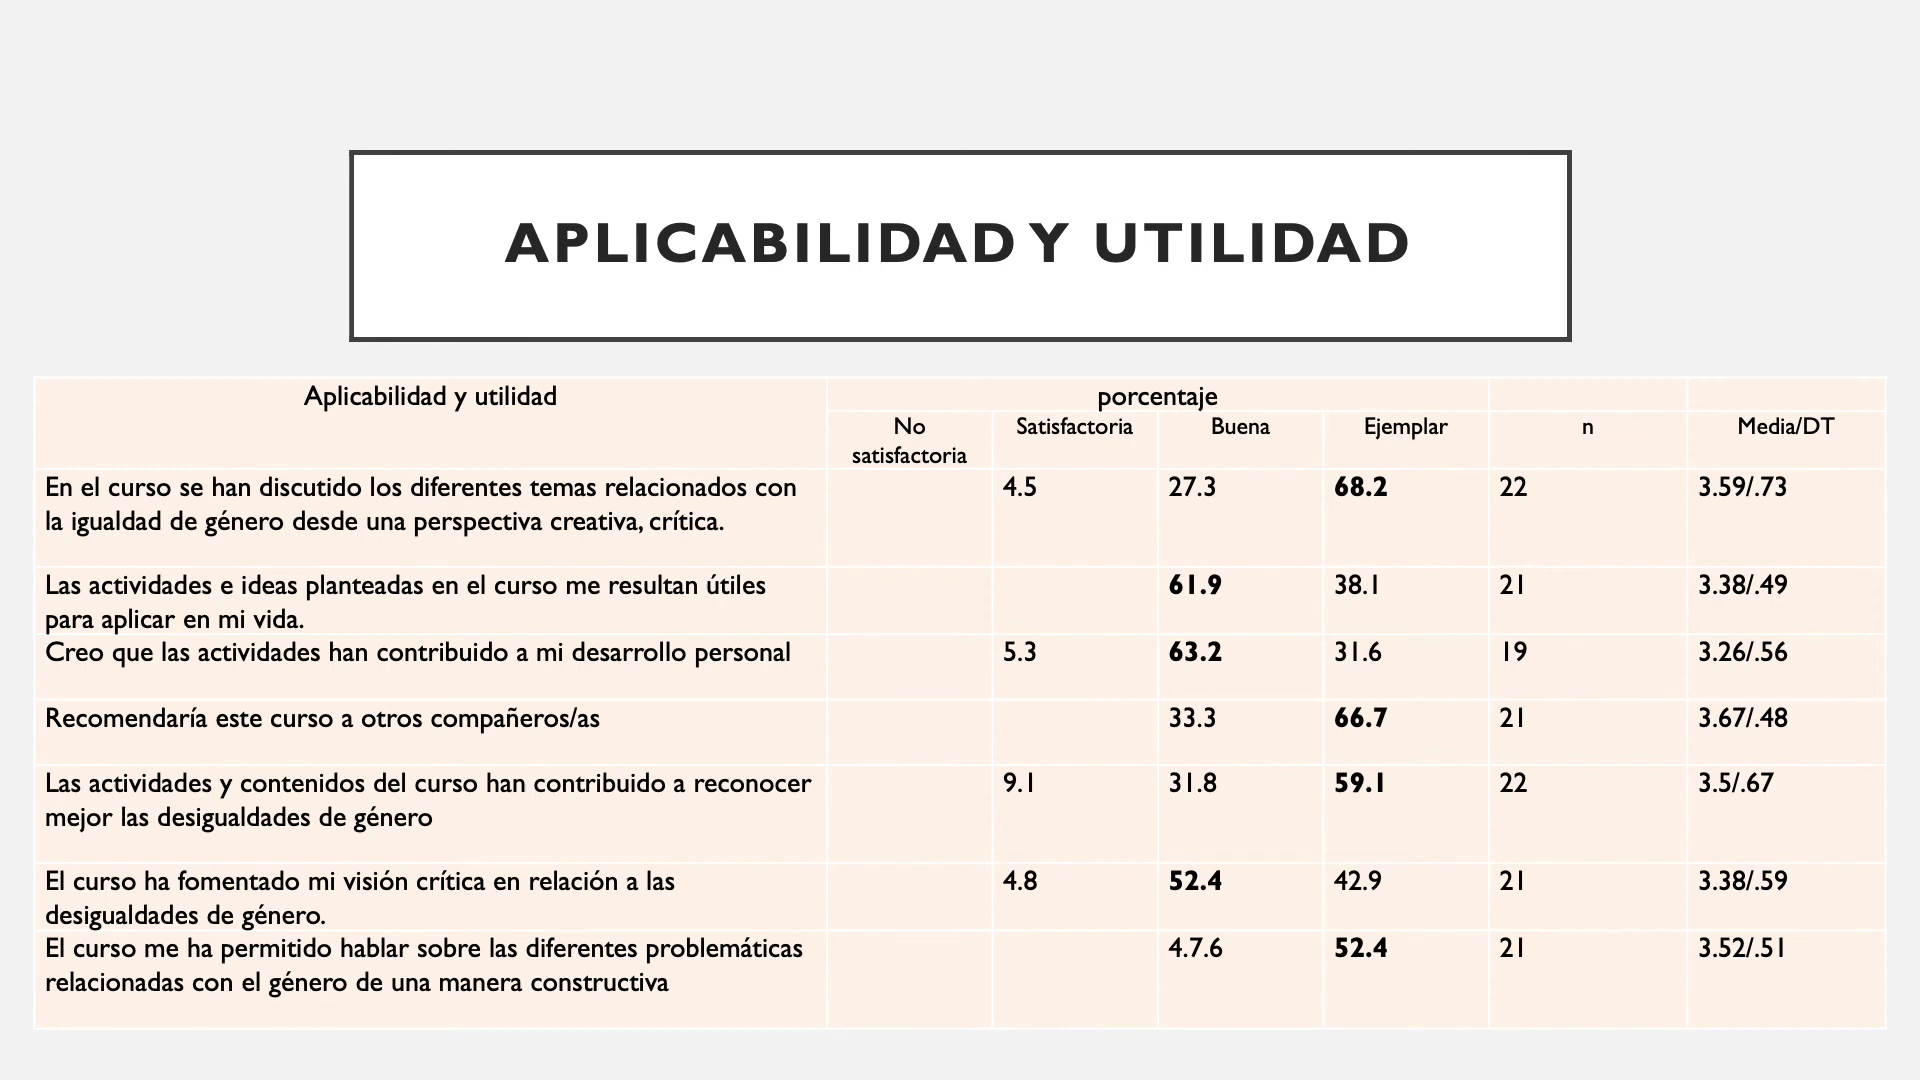 APLICABILIDAD Y UTILIDAD
Aplicabilidad y utilidad porcentaje
No satisfactoria Satisfactoria Buena Ejemplar n Media/DT
En el curso se han discutido los diferentes temas relacionados con 4.5 27.3 68.2 22 3.59/.73
la igualdad de género desde una perspectiva creativa, crítica.
Las actividades e ideas planteadas en el curso me resultan útiles 61.9 38.1 21 3.38/.49
para aplicar en mi vida.
Creo que las actividades han contribuido a mi desarrollo personal 5.3 63.2 31.6 19 3.26/.56
Recomendaría este curso a otros compañeros/as 33.3 66.7 21 3.67/.48
Las actividades y contenidos del curso han contribuido a reconocer 9.1 31.8 59.1 22 3.5/.67
mejor las desigualdades de género
El curso ha fomentado mi visión crítica en relación a las 4.8 52.4 42.9 21 3.38/.59
desigualdades de género.
El curso me ha permitido hablar sobre las diferentes problemáticas 4.7.6 52.4 21 3.52/.51
relacionadas con el género de una manera constructiva